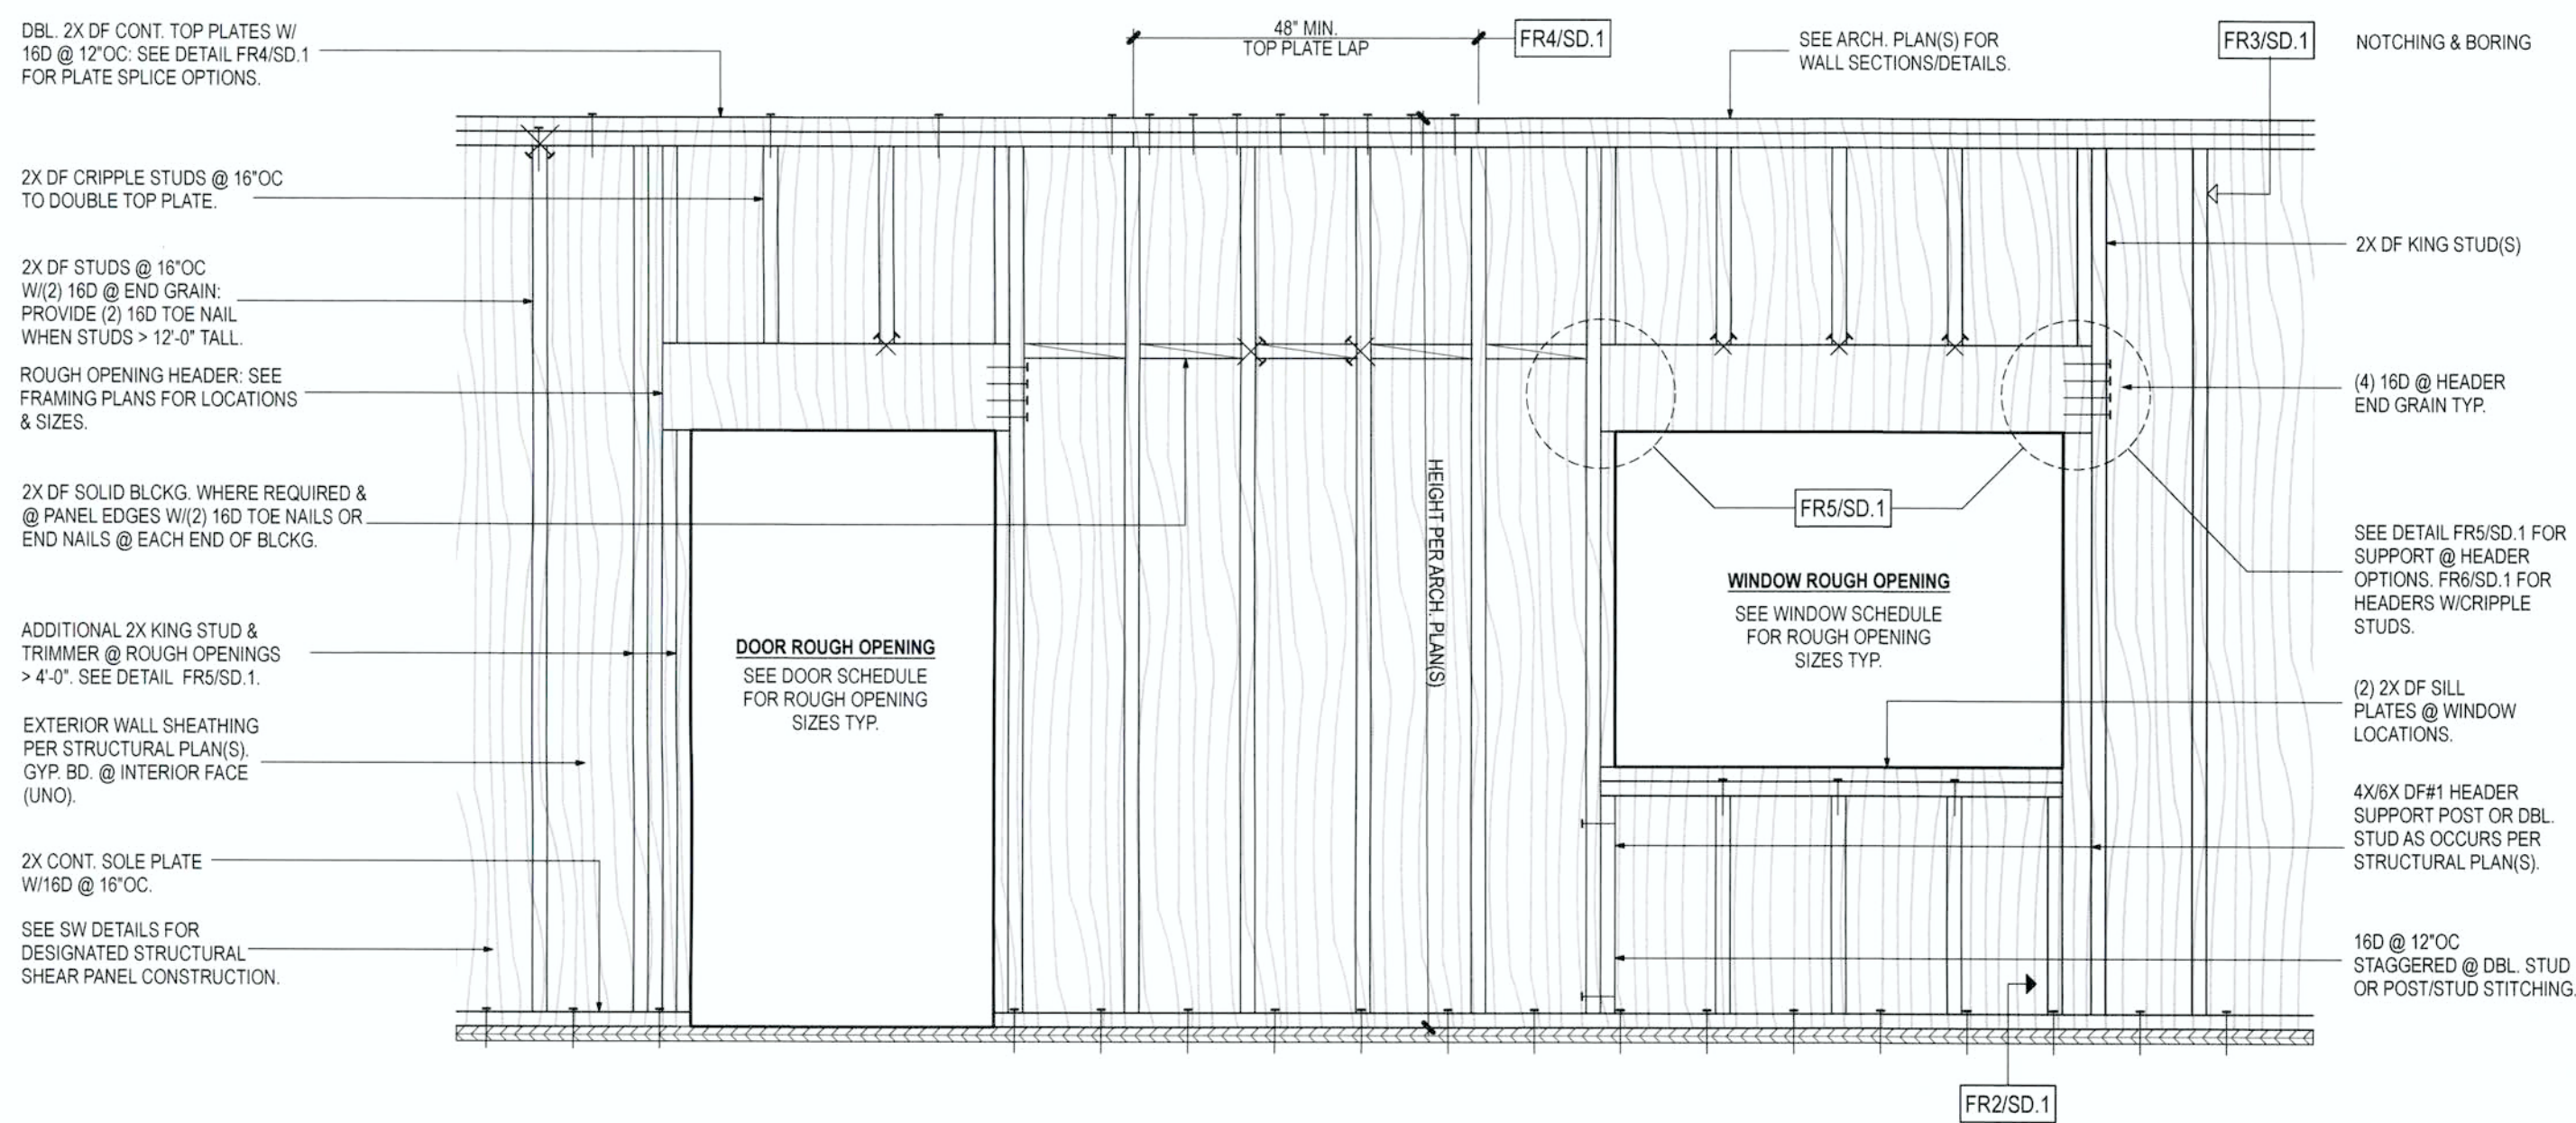 DBL. 2X DF CONT. TOP PLATES W/
16D @ 12"OC: SEE DETAIL FR4/SD.1
FOR PLATE SPLICE OPTIONS.
48" MIN.
TOP PLATE LAP
FR4/SD.1
SEE ARCH. PLAN(S) FOR
WALL SECTIONS/DETAILS.
FR3/SD.1
NOTCHING & BORING
2X DF CRIPPLE STUDS @ 16"OC
TO DOUBLE TOP PLATE.
2X DF STUDS @ 16"OC
W/(2) 16D @ END GRAIN:
PROVIDE (2) 16D TOE NAIL
WHEN STUDS > 12'-0" TALL.
ROUGH OPENING HEADER: SEE
FRAMING PLANS FOR LOCATIONS
& SIZES.
2X DF SOLID BLCKG. WHERE REQUIRED &
@ PANEL EDGES W/(2) 16D TOE NAILS OR
END NAILS @ EACH END OF BLCKG.
ADDITIONAL 2X KING STUD &
TRIMMER @ ROUGH OPENINGS
> 4'-0". SEE DETAIL FR5/SD.1.
EXTERIOR WALL SHEATHING
PER STRUCTURAL PLAN(S).
GYP. BD. @ INTERIOR FACE
(UNO).
2X CONT. SOLE PLATE
W/16D @ 16"OC.
SEE SW DETAILS FOR
DESIGNATED STRUCTURAL
SHEAR PANEL CONSTRUCTION.
DOOR ROUGH OPENING
SEE DOOR SCHEDULE
FOR ROUGH OPENING
SIZES TYP.
HEIGHT PER ARCH. PLAN(S)
FR5/SD.1
WINDOW ROUGH OPENING
SEE WINDOW SCHEDULE
FOR ROUGH OPENING
SIZES TYP.
2X DF KING STUD(S)
(4) 16D @ HEADER
END GRAIN TYP.
SEE DETAIL FR5/SD.1 FOR
SUPPORT @ HEADER
OPTIONS. FR6/SD.1 FOR
HEADERS W/CRIPPLE
STUDS.
(2) 2X DF SILL
PLATES @ WINDOW
LOCATIONS.
4X/6X DF#1 HEADER
SUPPORT POST OR DBL.
STUD AS OCCURS PER
STRUCTURAL PLAN(S).
16D @ 12"OC
STAGGERED @ DBL. STUD
OR POST/STUD STITCHING.
FR2/SD.1